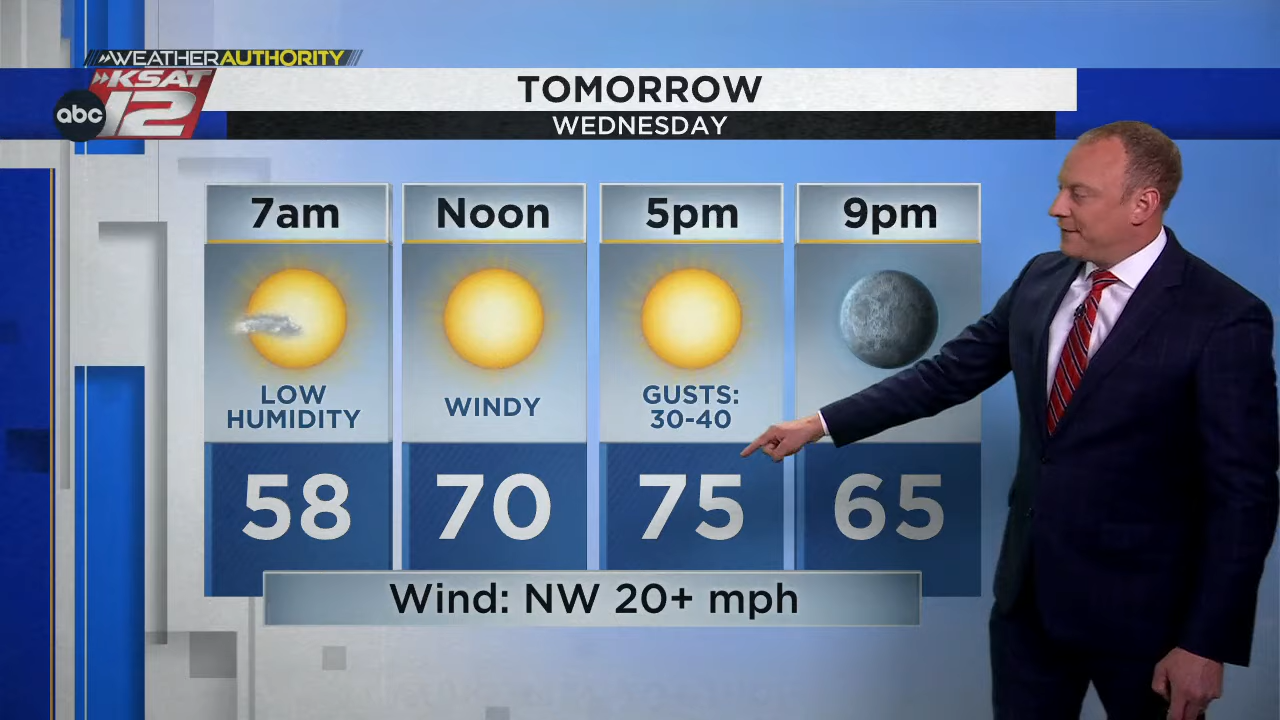 WEATHERAUTHORITY
KSAT
abc 12
TOMORROW
WEDNESDAY
7am Noon 5pm 9pm
LOW HUMIDITY
WINDY
GUSTS:
30-40
58 70 75 65
Wind: NW 20+ mph